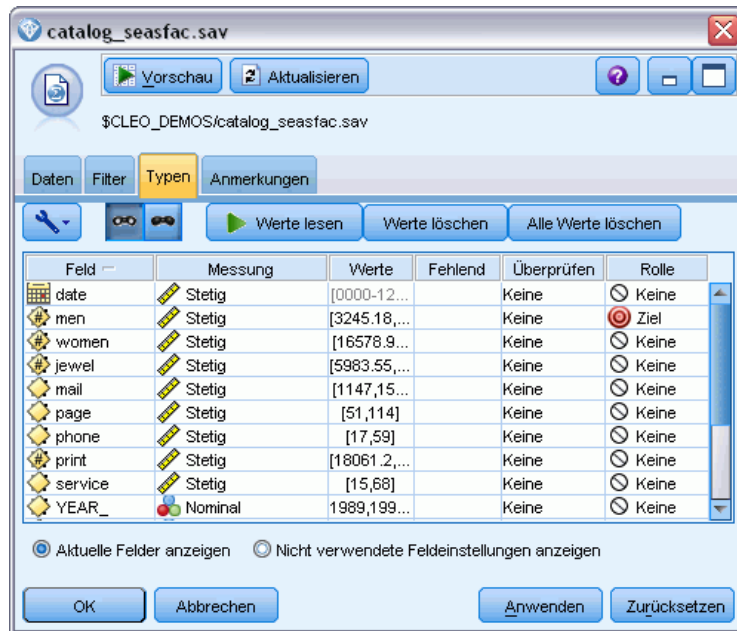 catalog_seasfac.sav
Vorschau Aktualisieren
$CLEO_DEMOS/catalog_seasfac.sav
Daten Filter Typen Anmerkungen
Werte lesen Werte löschen Alle Werte löschen
Feld Messung Werte Fehlend Überprüfen Rolle
date Stetig [0000-12... Keine Keine
men Stetig [3245.18,... Keine Ziel
women Stetig [16578.9... Keine Keine
jewel Stetig [5983.55,... Keine Keine
mail Stetig [1147,15... Keine Keine
page Stetig [51,114] Keine Keine
phone Stetig [17,59] Keine Keine
print Stetig [18061.2,... Keine Keine
service Stetig [15,68] Keine Keine
YEAR_ Nominal 1989,199... Keine Keine
Aktuelle Felder anzeigen Nicht verwendete Feldeinstellungen anzeigen
OK Abbrechen Anwenden Zurücksetzen